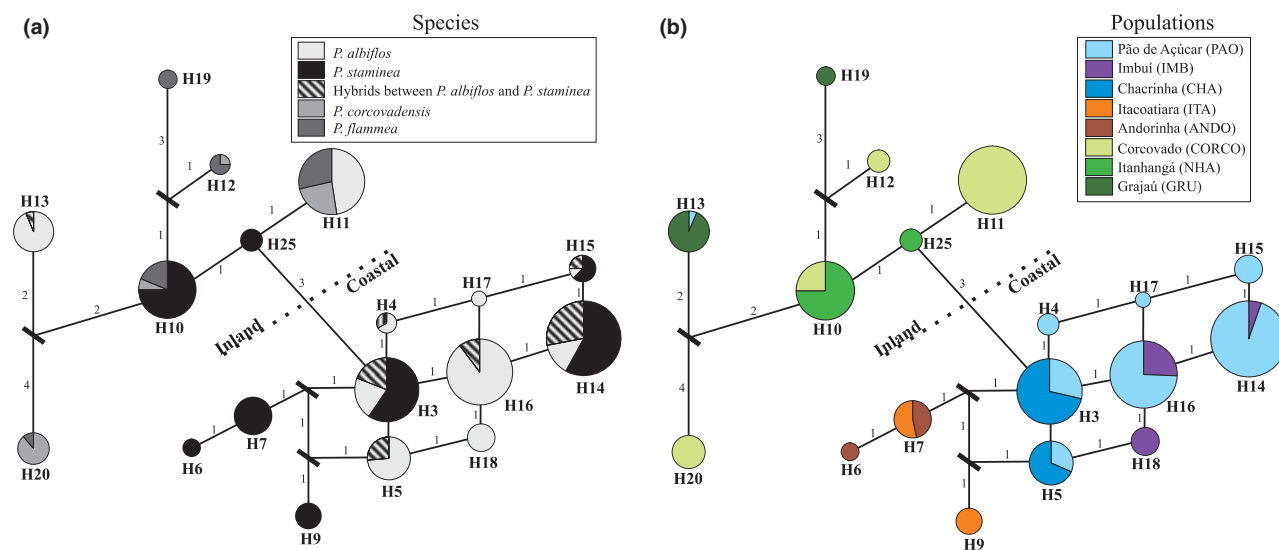 (a)
Species
P. albiflos
P. staminea
Hybrids between P. albiflos and P. staminea
P. corcovadensis
P. flammea
H19
3
1
H12
H13
1
H11
1
H25
2
2
1
H10
3
Coastal
Inland
H15
H17
H4
1
1
1
1
1
4
1
H14
1
H16
1
H3
1
H7
1
1
H6
1
1
H18
H20
H5
1
H9
(b)
Populations
Pão de Açúcar (PAO)
Imbuí (IMB)
Chacrinha (CHA)
Itacoatiara (ITA)
Andorinha (ANDO)
Corcovado (CORCO)
Itanhangá (NHA)
Grajaú (GRU)
H19
3
1
H12
H13
1
H11
1
H25
2
2
1
H10
3
Coastal
Inland
H15
H17
H4
1
1
1
1
1
4
1
H14
1
H16
1
H3
1
H7
1
1
H6
1
1
H18
H20
H5
1
H9